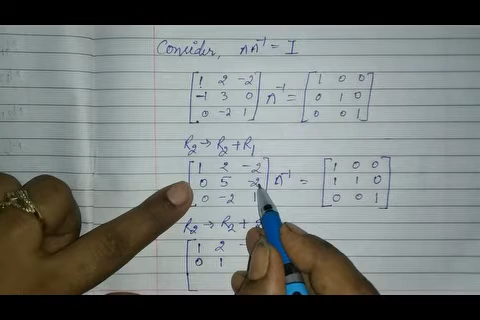 Consider, AA⁻¹ = I
[1 2 -2] [1 0 0]
[-1 3 0] A⁻¹ = [0 1 0]
[0 -2 1] [0 0 1]
R₂ → R₂ + R₁
[1 2 -2] [1 0 0]
[0 5 -2] A⁻¹ = [1 1 0]
[0 -2 1] [0 0 1]
R₂ → R₂ +
1 2 -
0 1